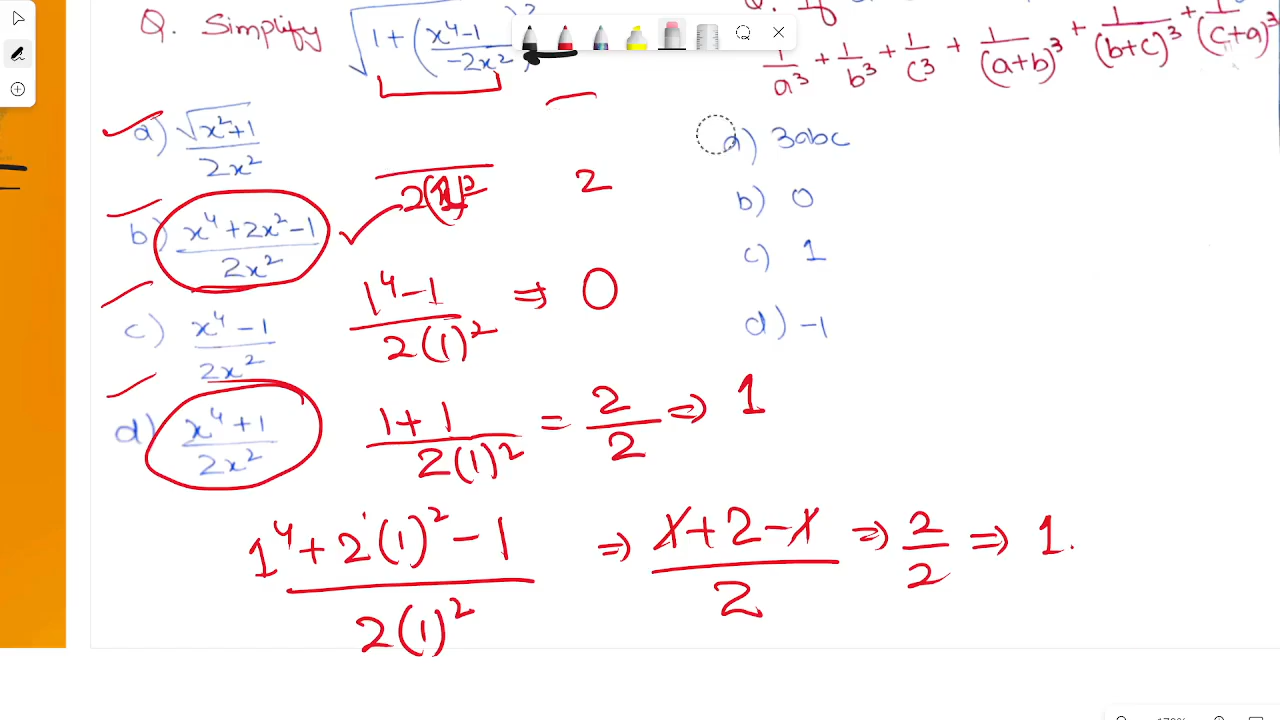 Q. Simplify √1 + (x⁴-1 / -2x²)²
a) √x²+1 / 2x²
b) x⁴+2x²-1 / 2x²
c) x⁴-1 / 2x²
d) x⁴+1 / 2x²
2
1⁴-1 / 2(1)² ⇒ 0
1+1 / 2(1)² = 2/2 ⇒ 1
1⁴+2(1)²-1 / 2(1)² ⇒ 1+2-1 / 2 ⇒ 2/2 ⇒ 1.
Q. If
1/a³ + 1/b³ + 1/c³ + 1/(a+b)³ + 1/(b+c)³ + 1/(c+a)³
a) 3abc
b) 0
c) 1
d) -1